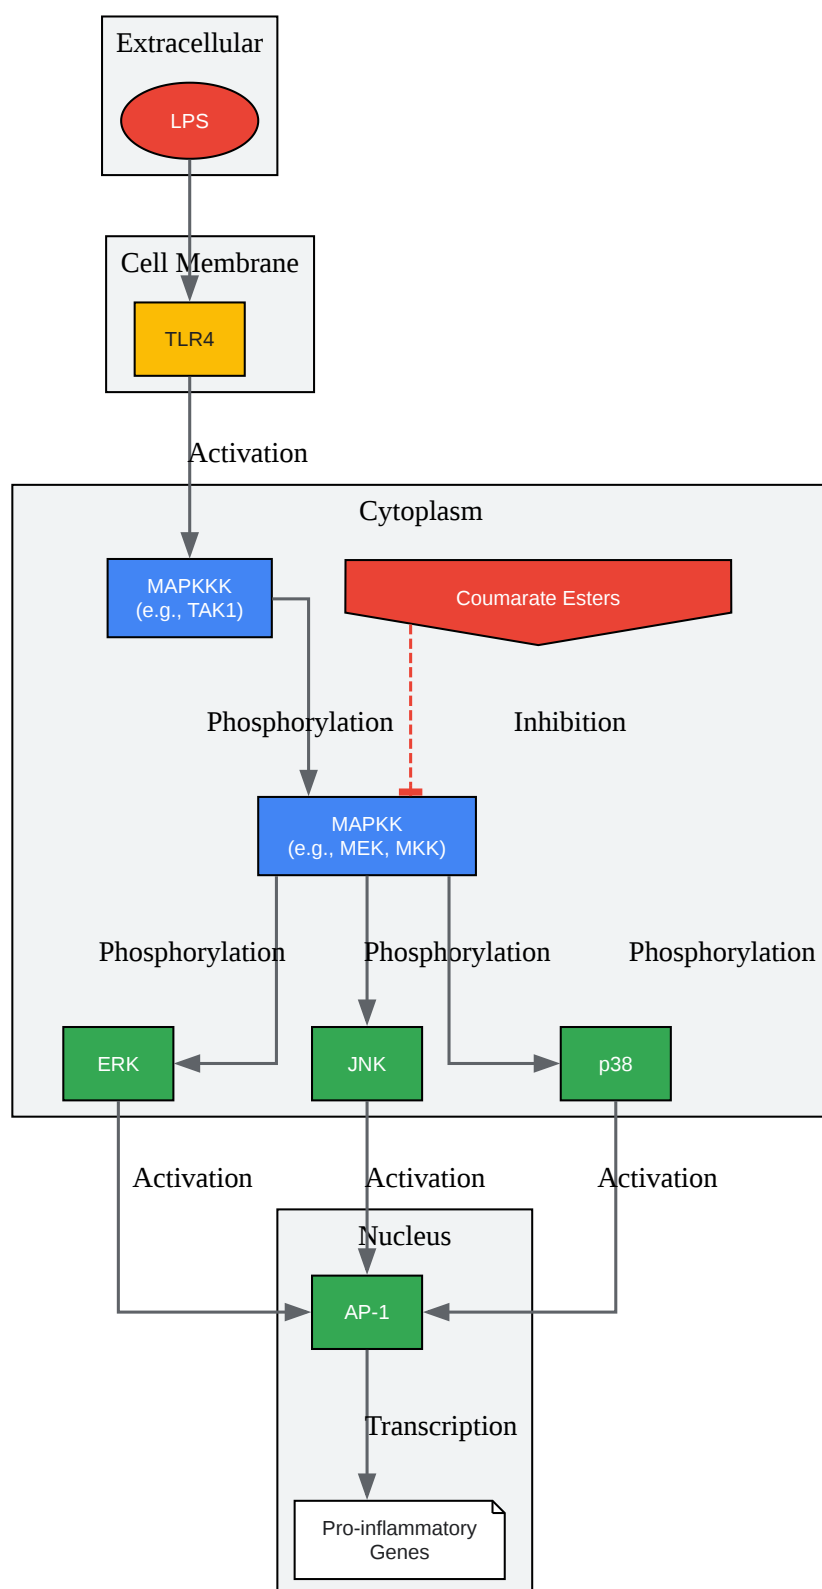 Extracellular
LPS
Cell Membrane
TLR4
Activation
Cytoplasm
MAPKKK
(e.g., TAK1)
Coumarate Esters
Phosphorylation
Inhibition
MAPKK
(e.g., MEK, MKK)
Phosphorylation
Phosphorylation
Phosphorylation
ERK
JNK
p38
Activation
Activation
Activation
Nucleus
AP-1
Transcription
Pro-inflammatory
Genes